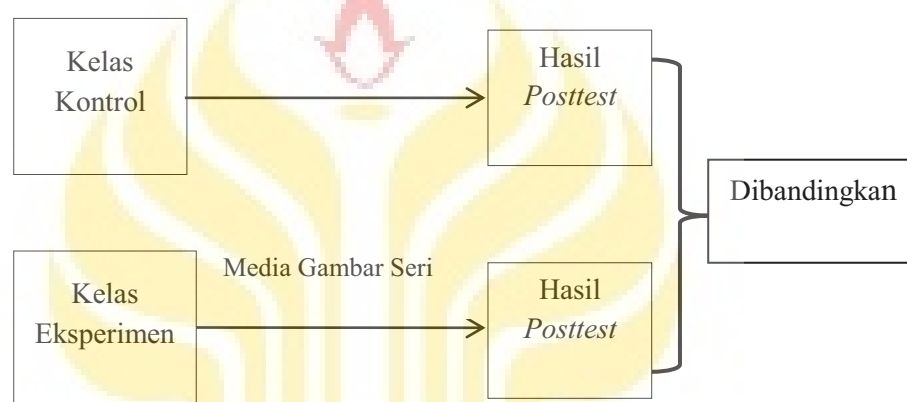 Kelas
Kontrol
Hasil
Posttest
Dibandingkan
Media Gambar Seri
Kelas
Eksperimen
Hasil
Posttest